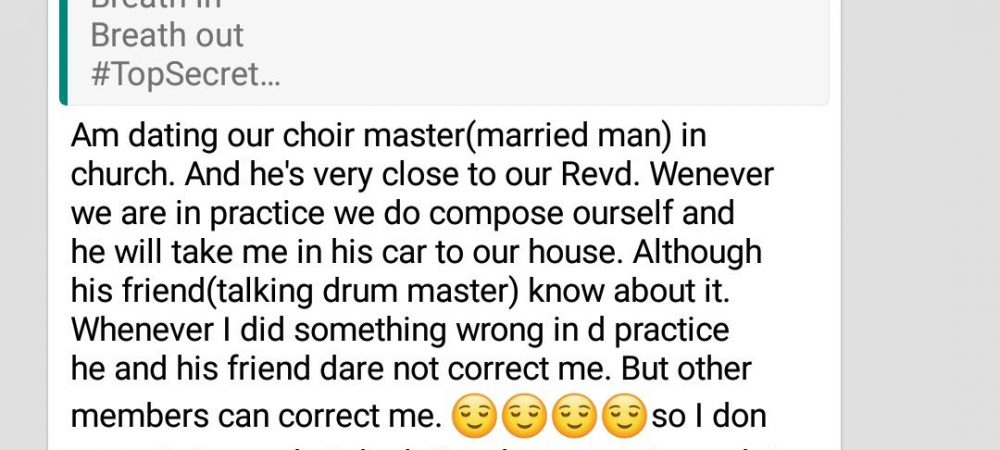 Breath in
Breath out
#TopSecret...
Am dating our choir master(married man) in
church. And he's very close to our Revd. Wenever
we are in practice we do compose ourself and
he will take me in his car to our house. Although
his friend(talking drum master) know about it.
Whenever I did something wrong in d practice
he and his friend dare not correct me. But other
members can correct me. 😌😌😌😌so I don